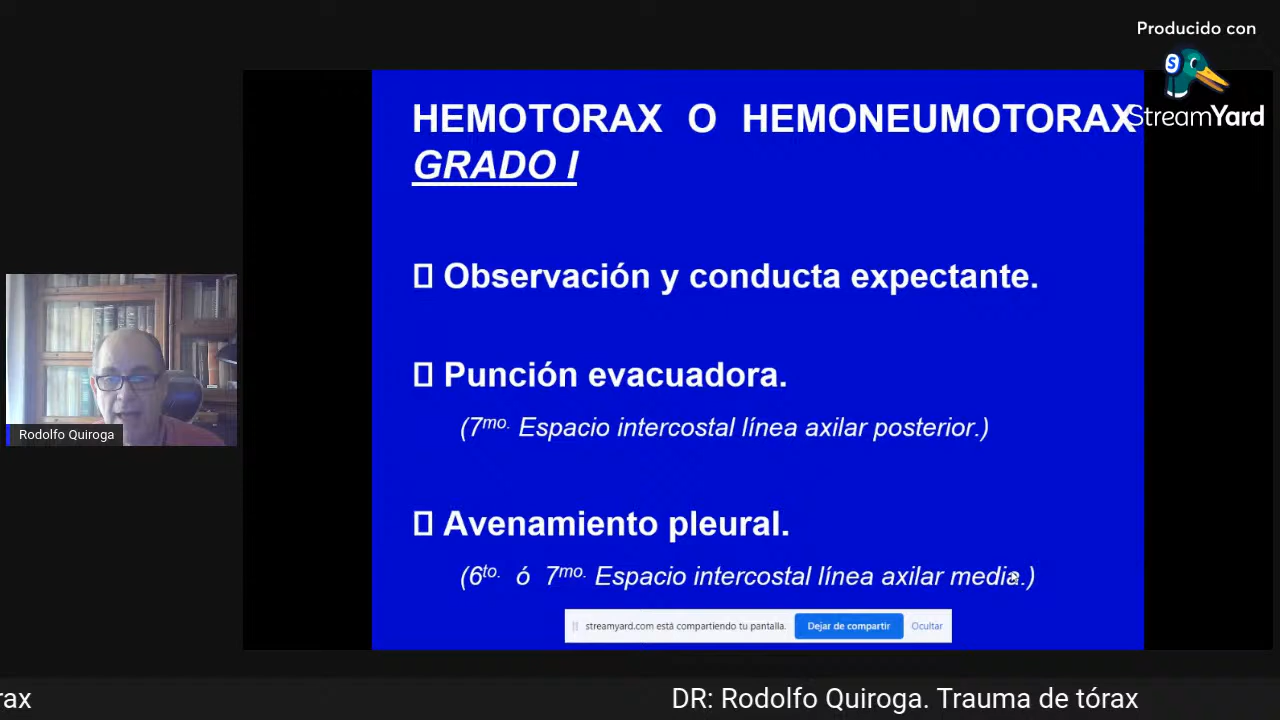 Producido con
StreamYard
HEMOTORAX O HEMONEUMOTORAX
GRADO I
Observación y conducta expectante.
Punción evacuadora.
(7mo. Espacio intercostal línea axilar posterior.)
Avenamiento pleural.
(6to. ó 7mo. Espacio intercostal línea axilar media.)
streamyard.com está compartiendo tu pantalla. Dejar de compartir Ocultar
Rodolfo Quiroga
rax DR: Rodolfo Quiroga. Trauma de tórax